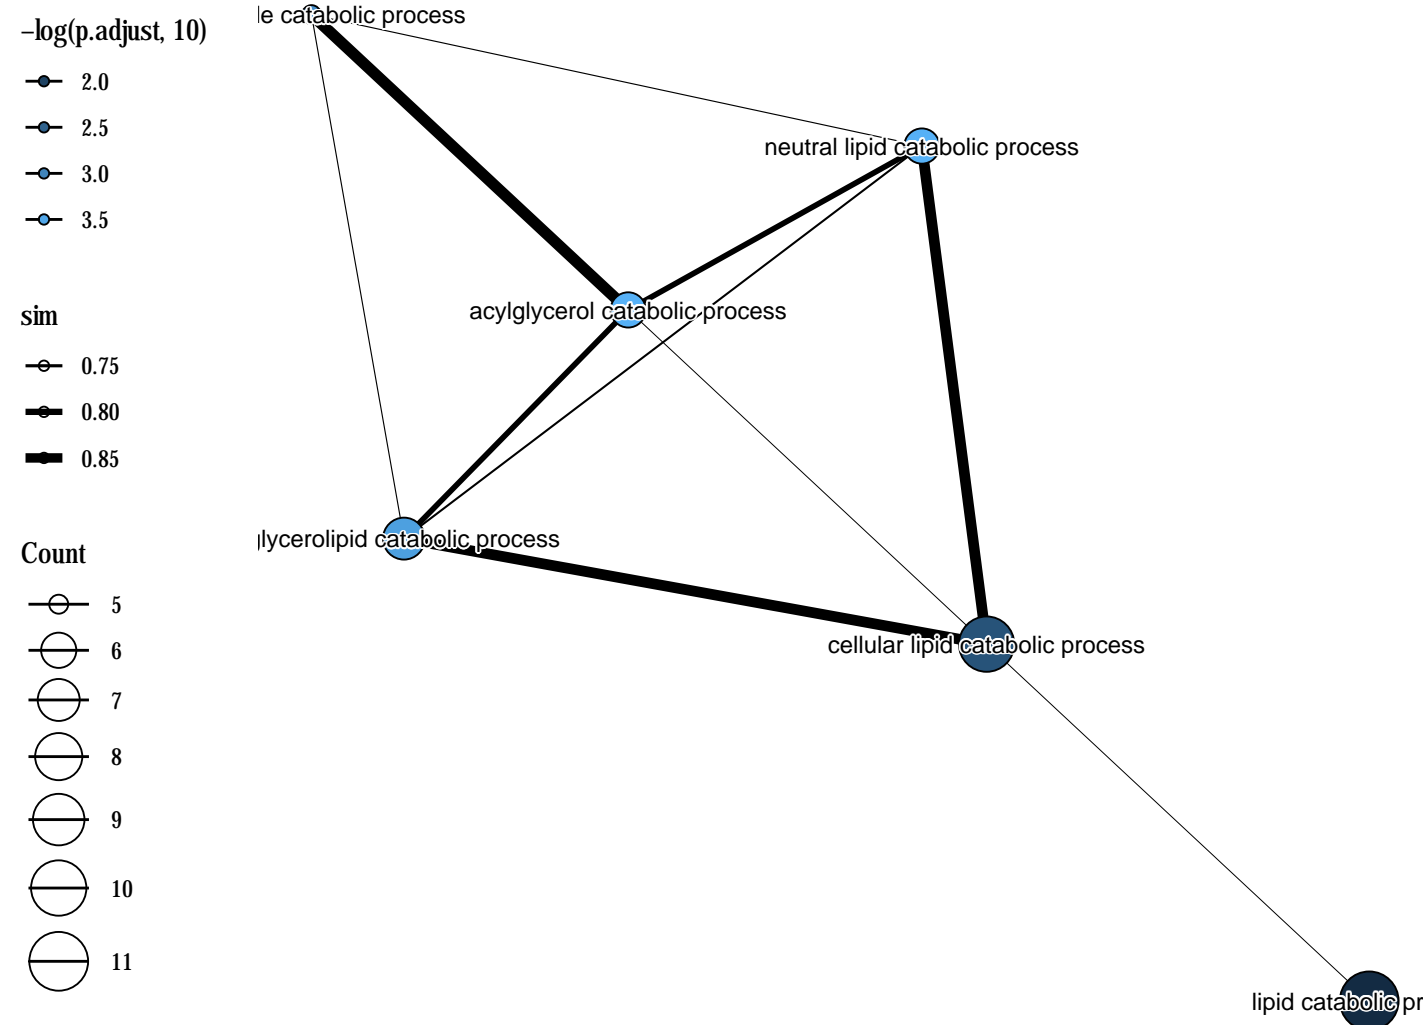 –log(p.adjust, 10)
2.0
2.5
3.0
3.5
sim
0.75
0.80
0.85
Count
5
6
7
8
9
10
11
le catabolic process
neutral lipid catabolic process
acylglycerol catabolic process
lycerolipid catabolic process
cellular lipid catabolic process
lipid catabolic pr